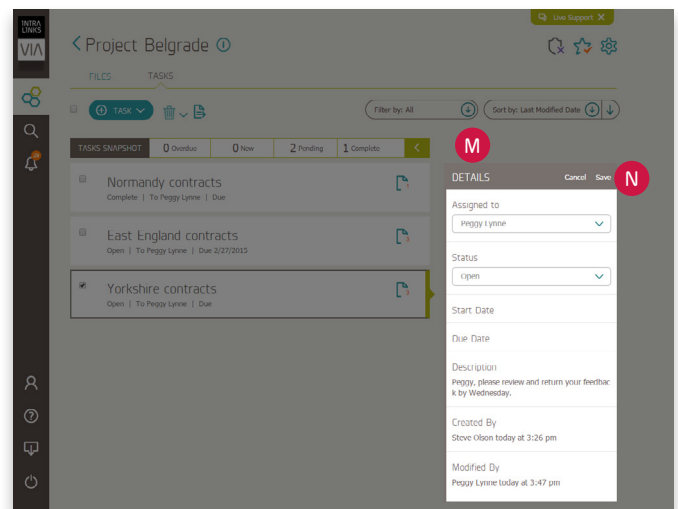 Live Support X
INTRA
LINKS
VIA
Project Belgrade
FILES TASKS
TASK
Filter by: All
Sort by: Last Modified Date
TASKS SNAPSHOT 0 Overdue 0 New 2 Pending 1 Complete
M
DETAILS Cancel Save
N
Normandy contracts
Complete | To Peggy Lynne | Due
East England contracts
Open | To Peggy Lynne | Due 2/27/2015
Yorkshire contracts
Open | To Peggy Lynne | Due
Assigned to
Peggy Lynne
Status
Open
Start Date
Due Date
Description
Peggy, please review and return your feedbac
k by Wednesday.
Created By
Steve Olson today at 3:26 pm
Modified By
Peggy Lynne today at 3:47 pm